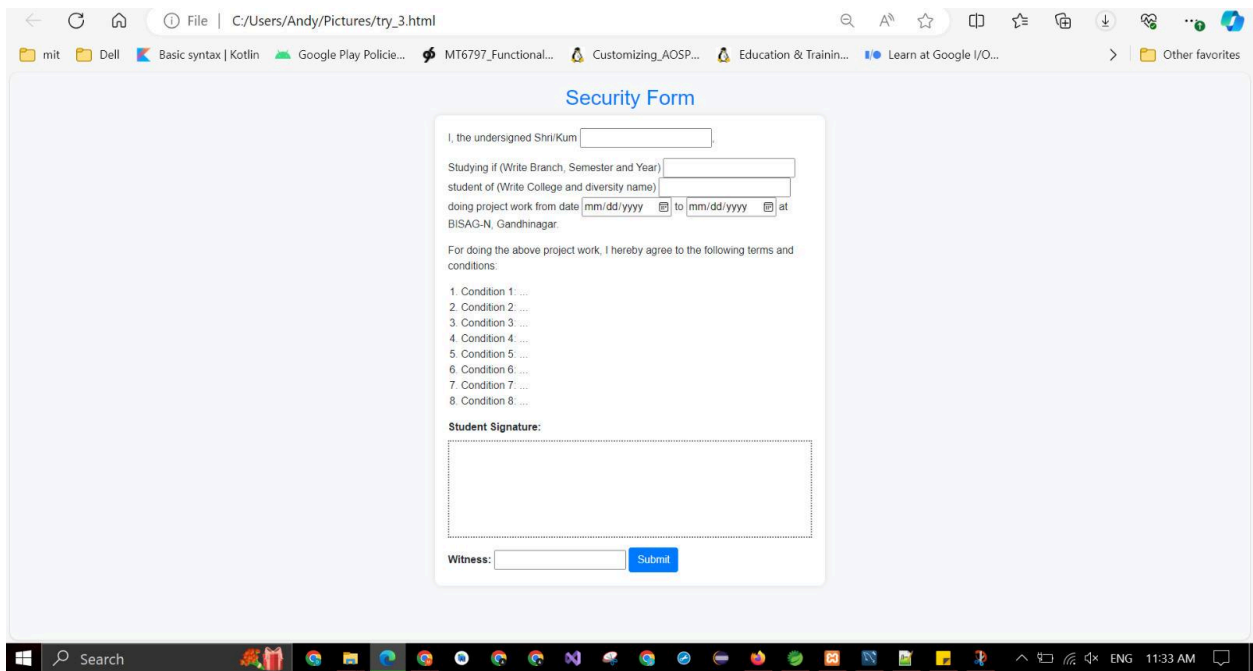 File | C:/Users/Andy/Pictures/try_3.html
mit Dell Basic syntax | Kotlin Google Play Policie... MT6797_Functional... Customizing_AOSP... Education & Trainin... Learn at Google I/O... Other favorites
Security Form
I, the undersigned Shri/Kum .
Studying if (Write Branch, Semester and Year)
student of (Write College and diversity name)
doing project work from date mm/dd/yyyy to mm/dd/yyyy at
BISAG-N, Gandhinagar.
For doing the above project work, I hereby agree to the following terms and
conditions:
1. Condition 1: ...
2. Condition 2: ...
3. Condition 3: ...
4. Condition 4: ...
5. Condition 5: ...
6. Condition 6: ...
7. Condition 7: ...
8. Condition 8: ...
Student Signature:
Witness: Submit
Search ENG 11:33 AM